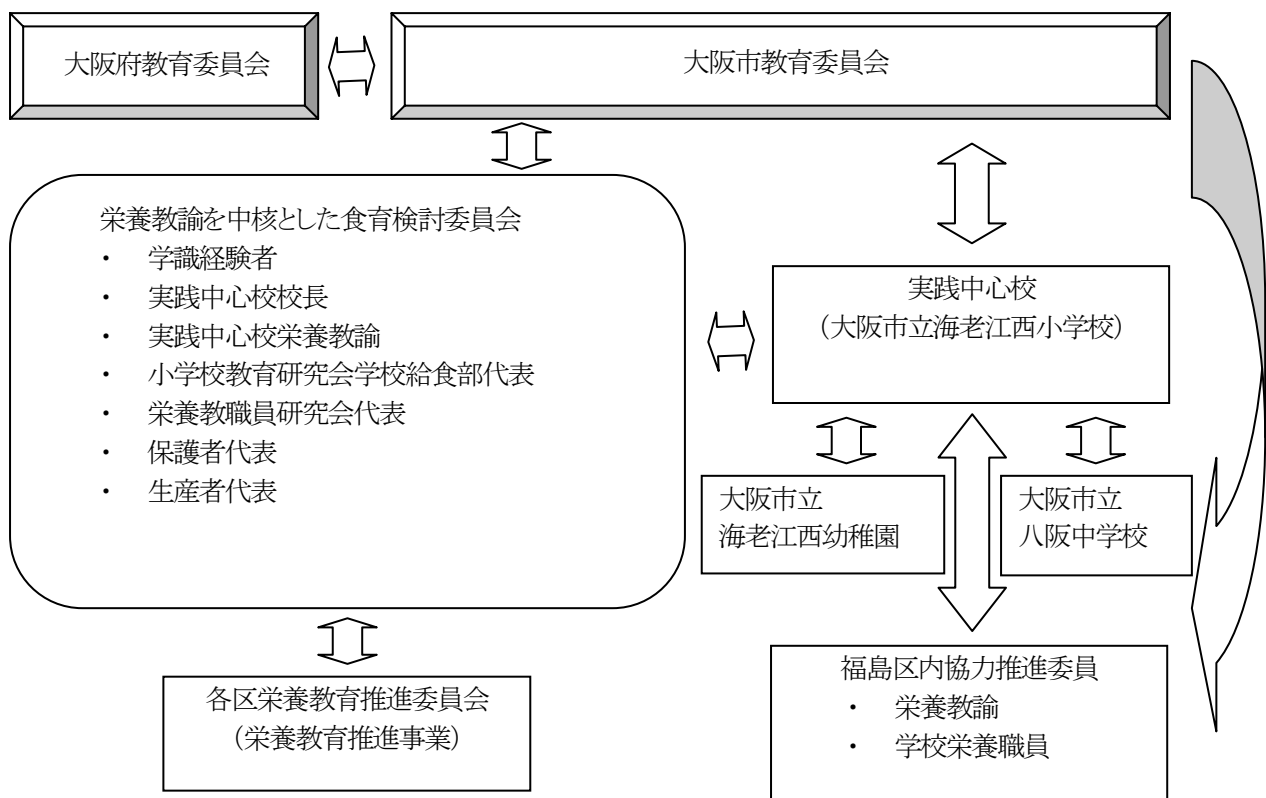 大阪府教育委員会
大阪市教育委員会
栄養教諭を中核とした食育検討委員会
・ 学識経験者
・ 実践中心校校長
・ 実践中心校栄養教諭
・ 小学校教育研究会学校給食部代表
・ 栄養教職員研究会代表
・ 保護者代表
・ 生産者代表
実践中心校
（大阪市立海老江西小学校）
大阪市立
海老江西幼稚園
大阪市立
八阪中学校
各区栄養教育推進委員会
（栄養教育推進事業）
福島区内協力推進委員
・ 栄養教諭
・ 学校栄養職員